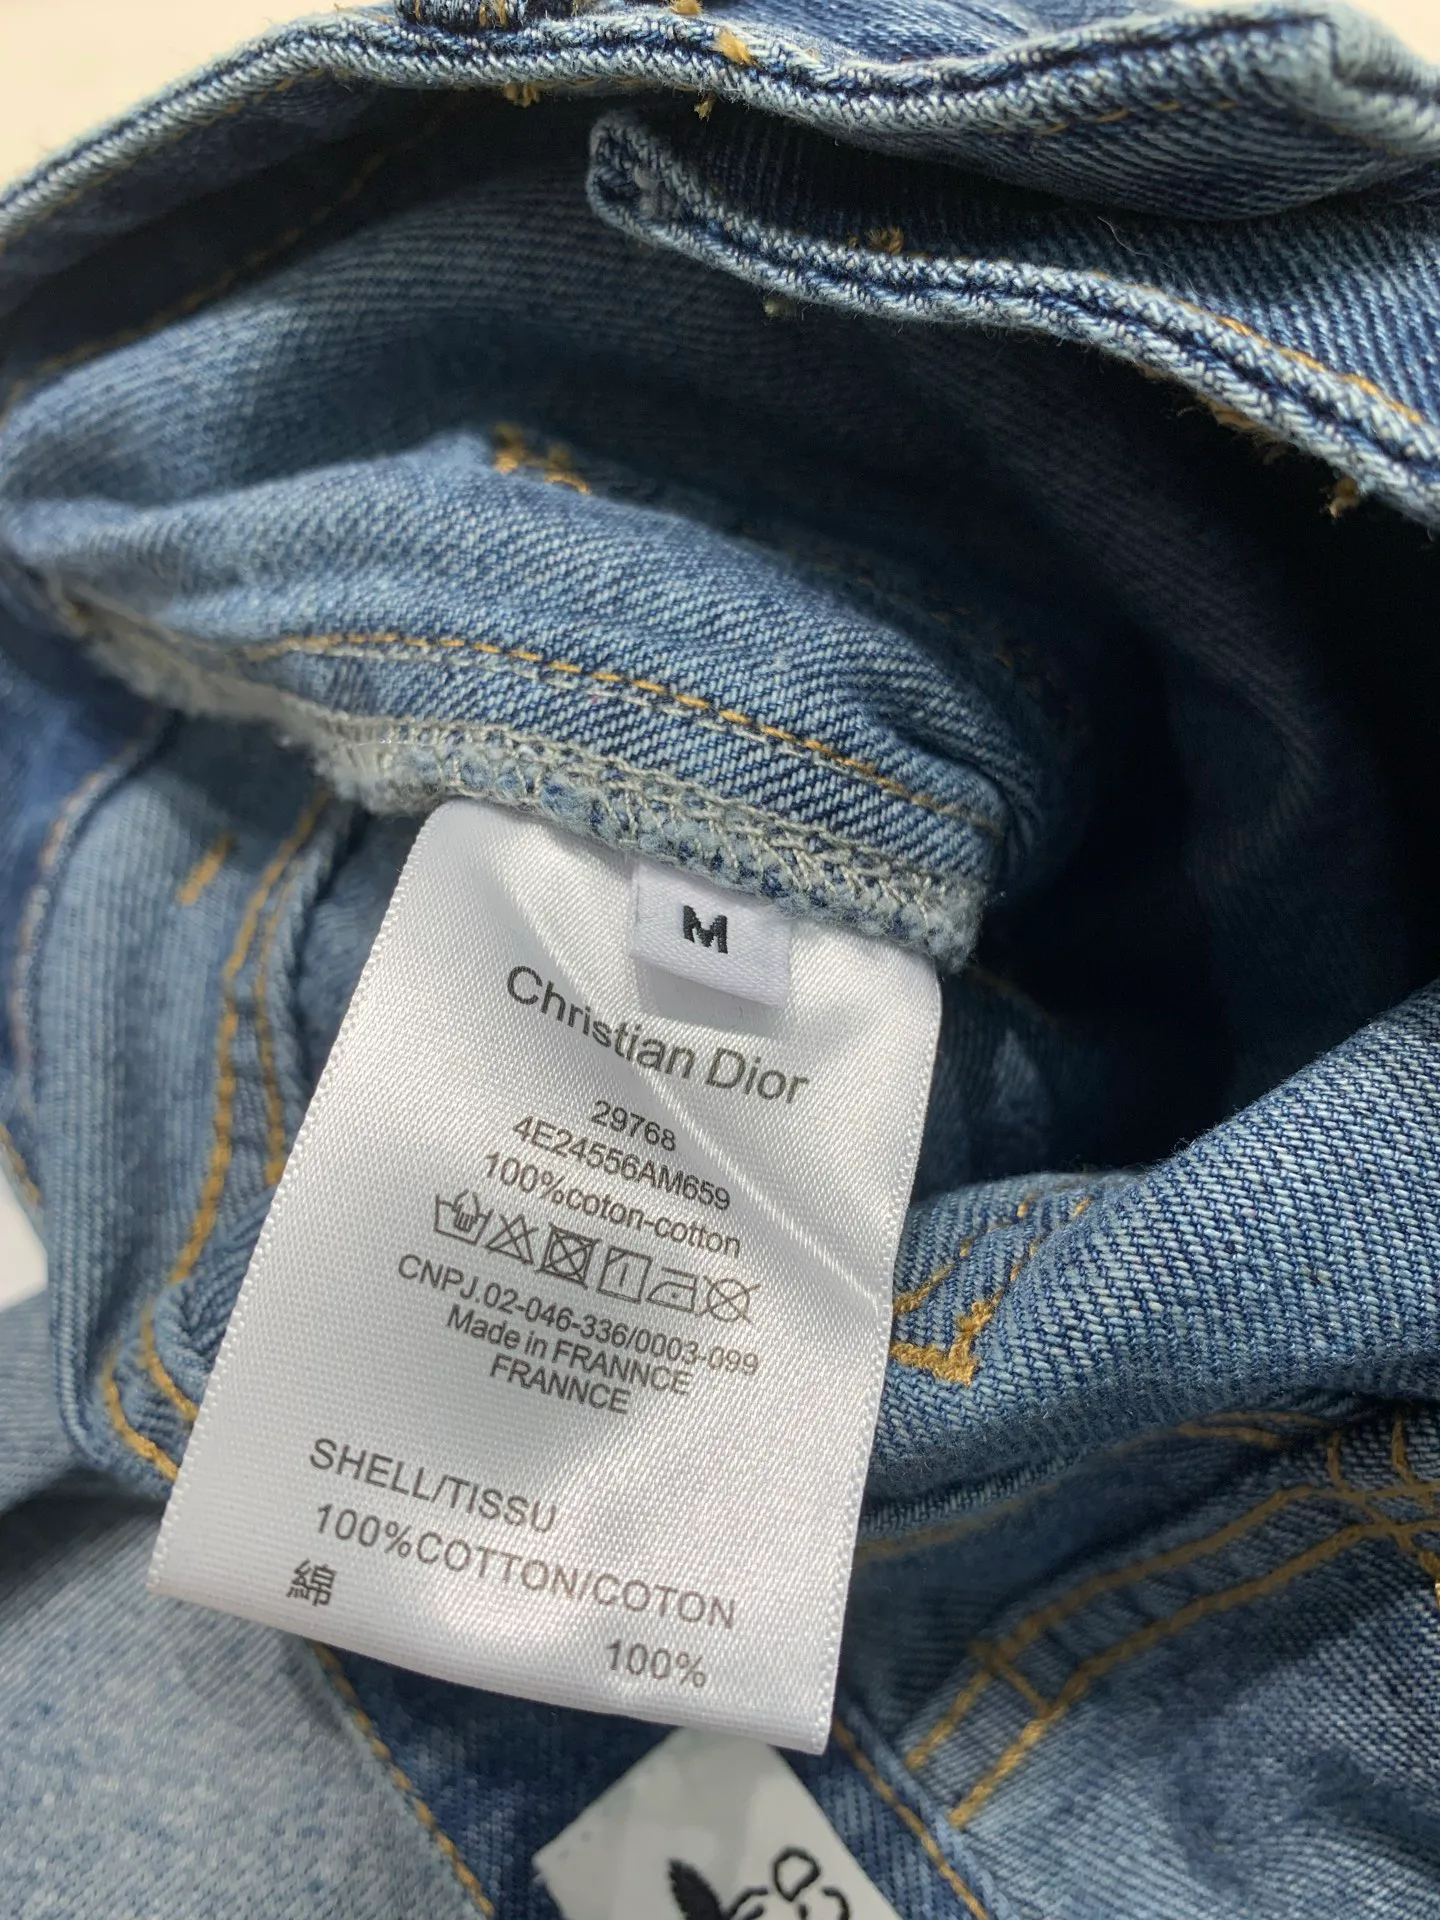 M
Christian Dior
29768
4E24556AM659
100%coton-cotton
CNPJ.02-046-336/0003-099
Made in FRANNCE
FRANNCE
SHELL/TISSU
100%COTTON/COTON
綿 100%